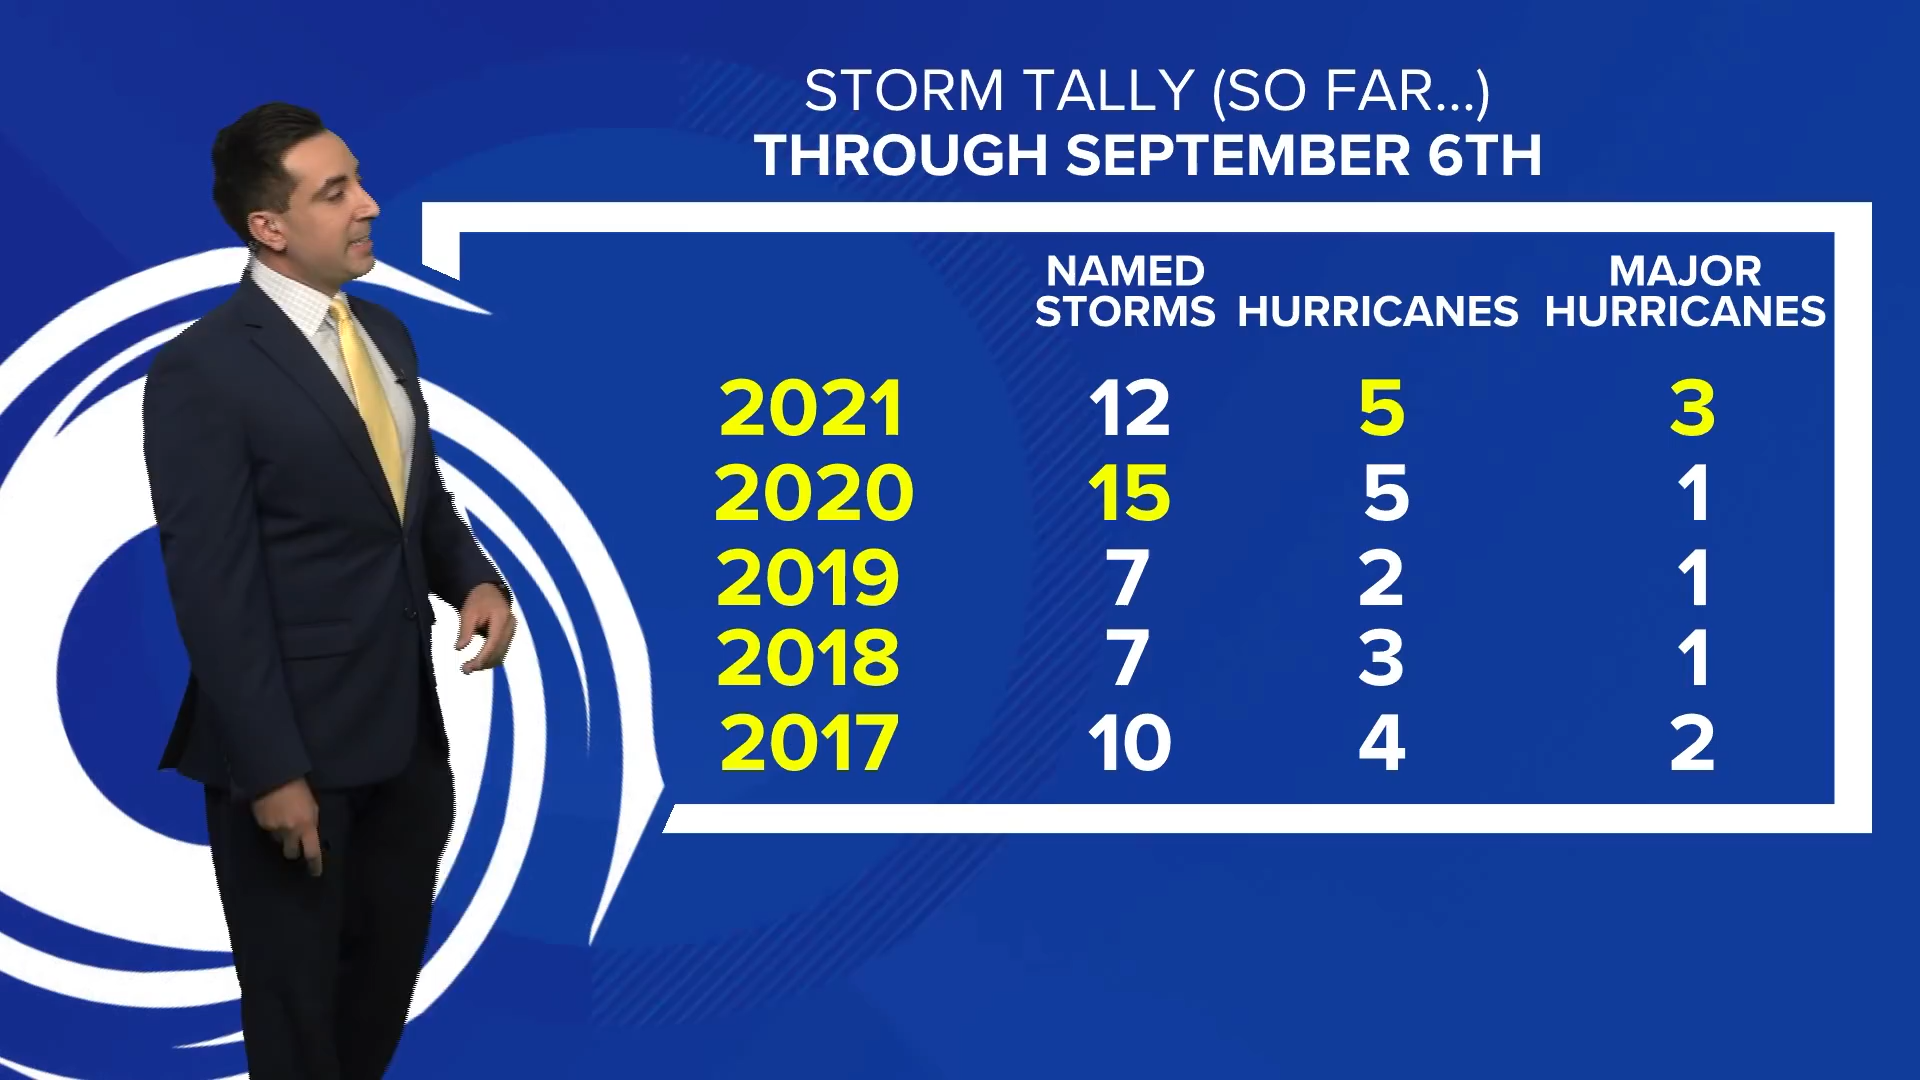 STORM TALLY (SO FAR...)
THROUGH SEPTEMBER 6TH
NAMED STORMS HURRICANES MAJOR HURRICANES
2021 12 5 3
2020 15 5 1
2019 7 2 1
2018 7 3 1
2017 10 4 2